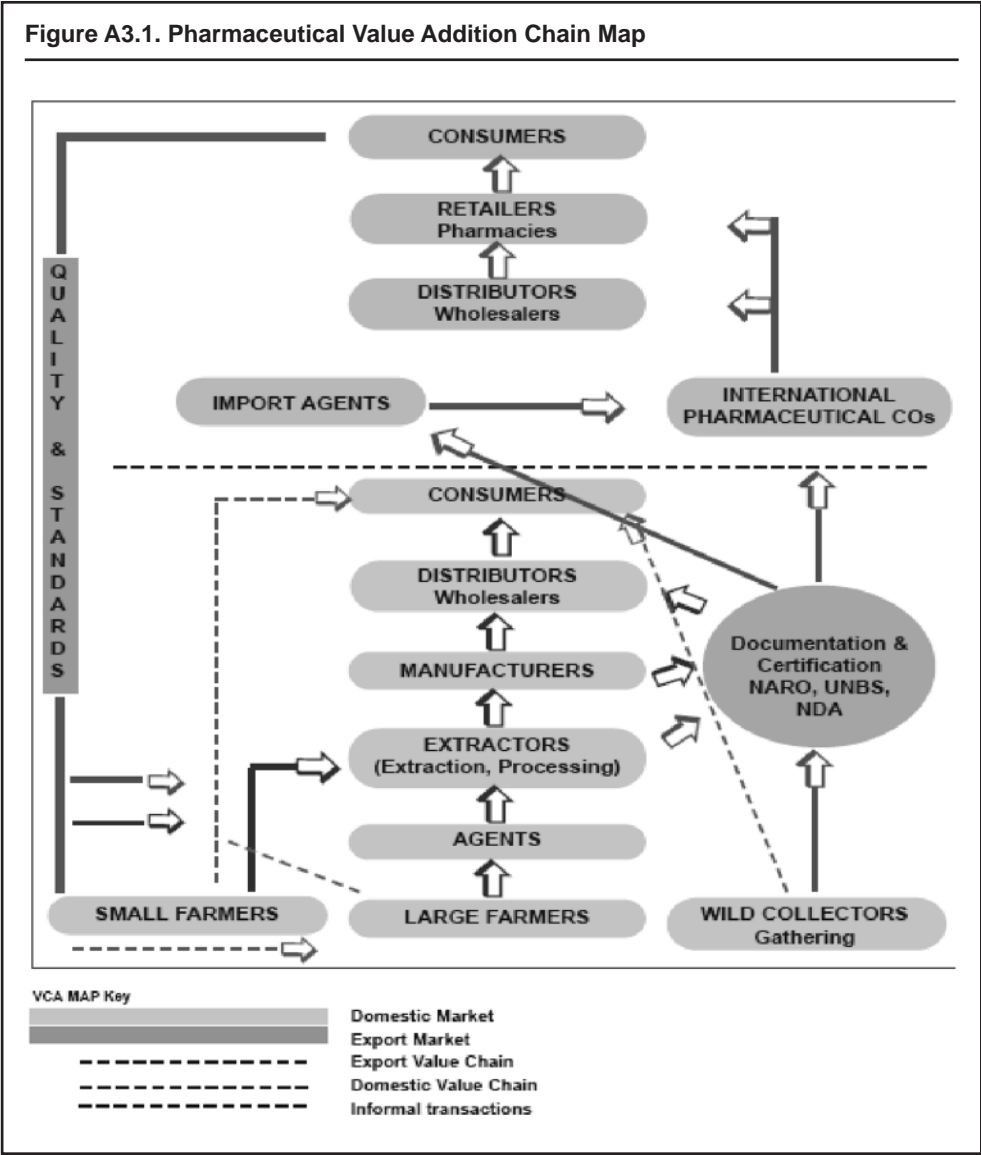 Figure A3.1. Pharmaceutical Value Addition Chain Map
CONSUMERS
RETAILERS
Pharmacies
DISTRIBUTORS
Wholesalers
QUALITY & STANDARDS
IMPORT AGENTS
INTERNATIONAL
PHARMACEUTICAL COs
CONSUMERS
DISTRIBUTORS
Wholesalers
MANUFACTURERS
Documentation &
Certification
NARO, UNBS,
NDA
EXTRACTORS
(Extraction, Processing)
AGENTS
SMALL FARMERS
LARGE FARMERS
WILD COLLECTORS
Gathering
VCA MAP Key
Domestic Market
Export Market
Export Value Chain
Domestic Value Chain
Informal transactions